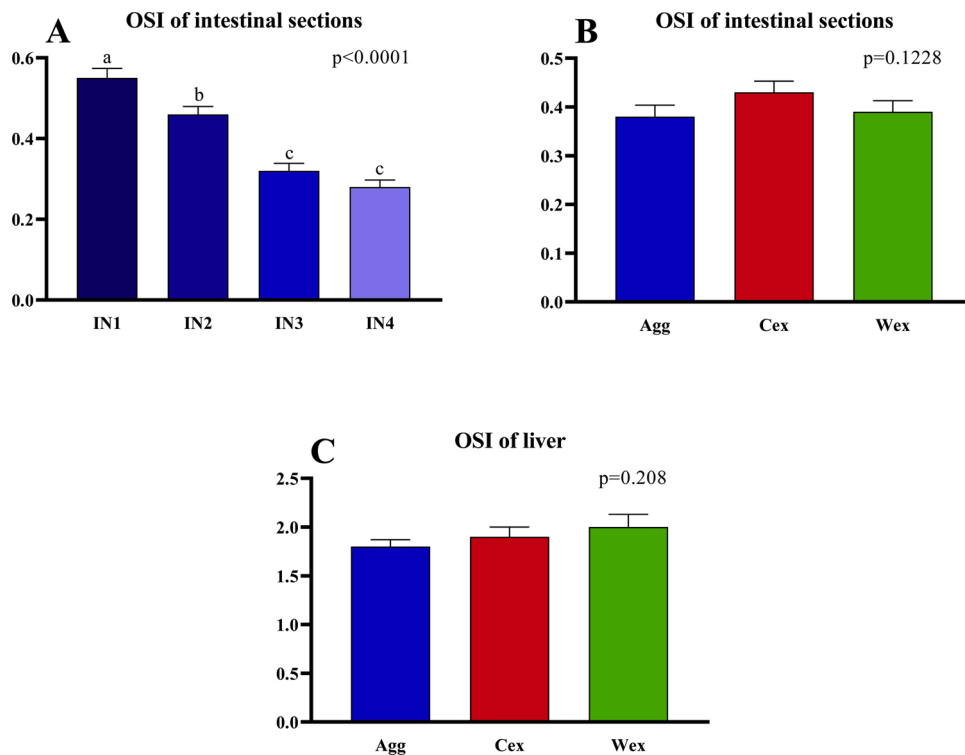 A
OSI of intestinal sections
p<0.0001
0.6
0.4
0.2
0.0
a
b
c
c
IN1 IN2 IN3 IN4
B
OSI of intestinal sections
p=0.1228
0.5
0.4
0.3
0.2
0.1
0.0
Agg Cex Wex
C
OSI of liver
p=0.208
2.5
2.0
1.5
1.0
0.5
0.0
Agg Cex Wex